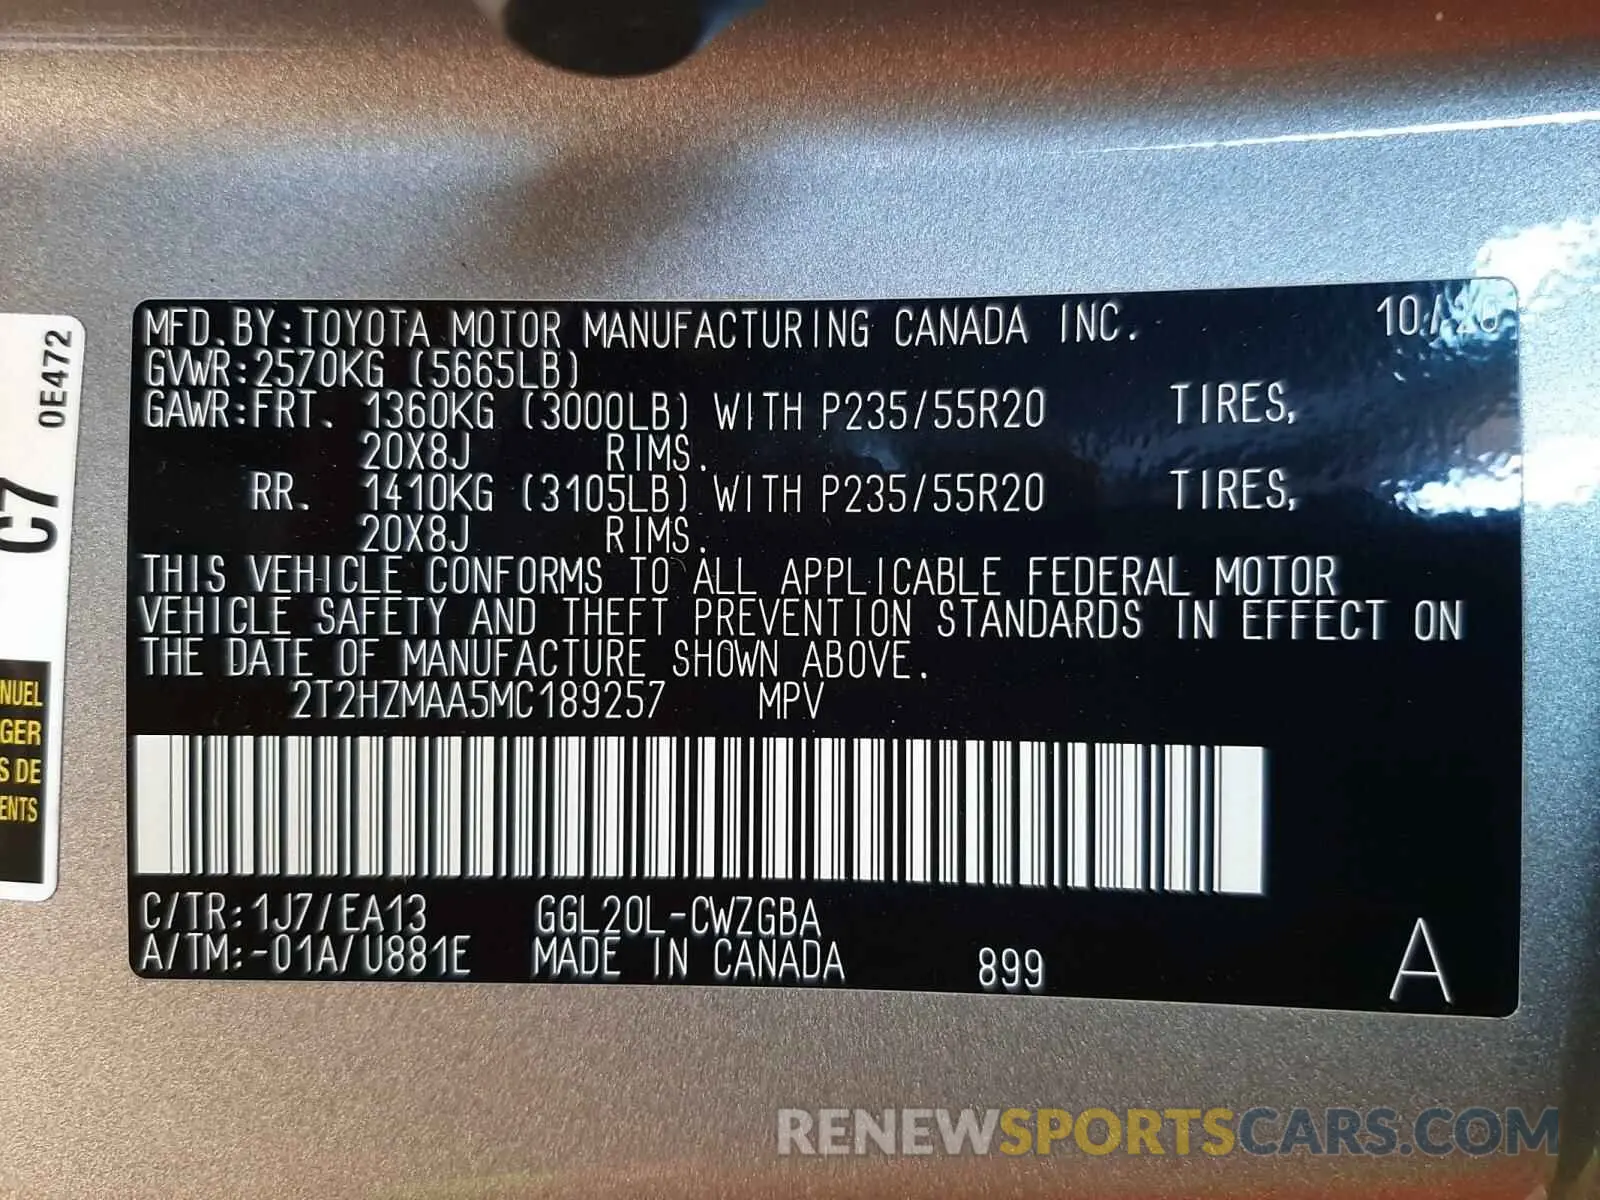 MFD.BY:TOYOTA MOTOR MANUFACTURING CANADA INC. 10/20
GVWR:2570KG (5665LB)
GAWR:FRT. 1360KG (3000LB) WITH P235/55R20 TIRES,
20X8J RIMS.
RR. 1410KG (3105LB) WITH P235/55R20 TIRES,
20X8J RIMS.
THIS VEHICLE CONFORMS TO ALL APPLICABLE FEDERAL MOTOR
VEHICLE SAFETY AND THEFT PREVENTION STANDARDS IN EFFECT ON
THE DATE OF MANUFACTURE SHOWN ABOVE.
2T2HZMAA5MC189257 MPV
C/TR:1J7/EA13 GGL20L-CWZGBA
A/TM:-01A/U881E MADE IN CANADA 899 A
0E472
C7
NUEL
GER
S DE
ENTS
RENEWSPORTSCARS.COM